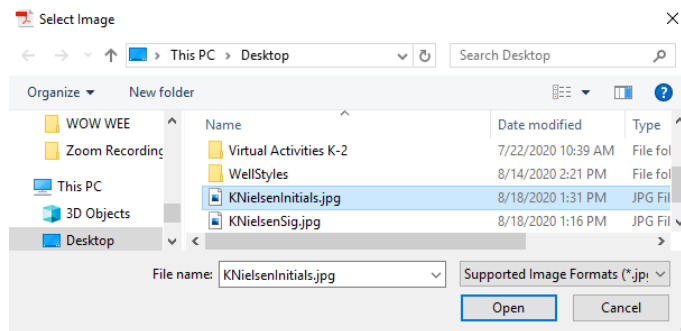 Select Image
This PC > Desktop
Search Desktop
Organize
New folder
WOW WEE
Zoom Recording
This PC
3D Objects
Desktop
Name Date modified Type
Virtual Activities K-2 7/22/2020 10:39 AM File fol
WellStyles 8/14/2020 2:21 PM File fol
KNielsenInitials.jpg 8/18/2020 1:31 PM JPG Fil
KNielsenSig.jpg 8/18/2020 1:16 PM JPG Fil
File name: KNielsenInitials.jpg
Supported Image Formats (*.jp
Open Cancel